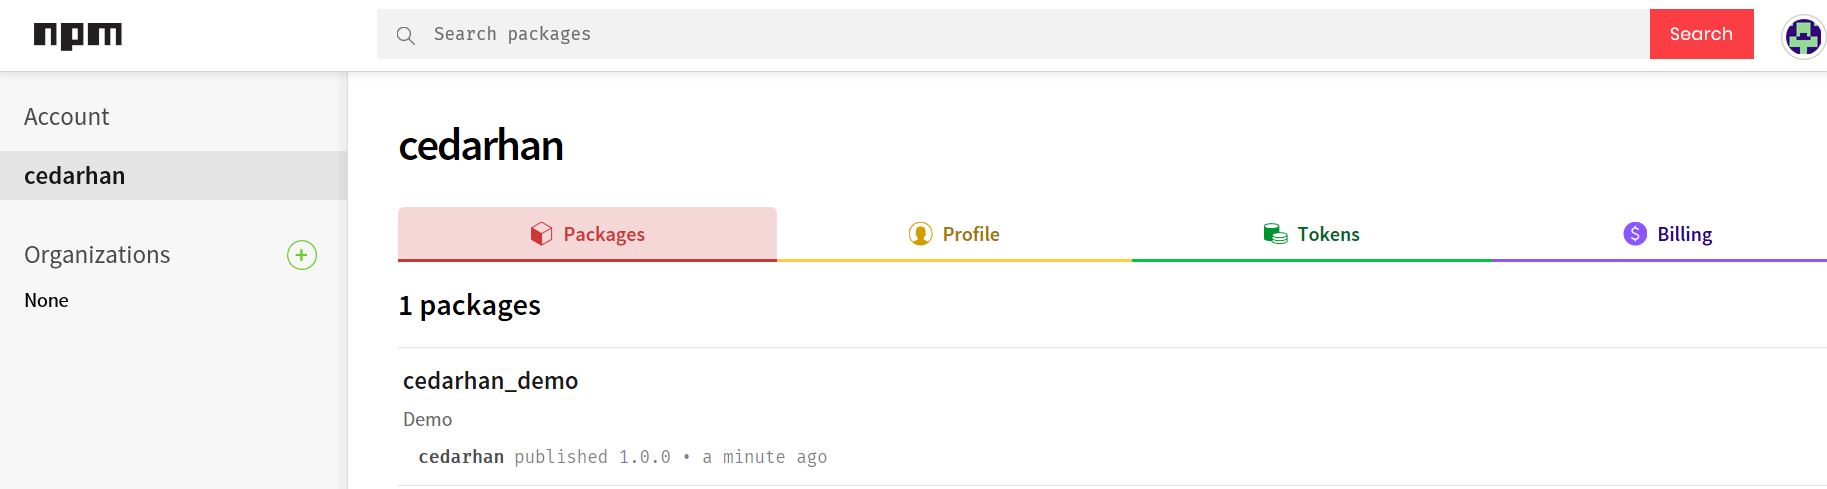 npm
Search packages
Search
Account
cedarhan
Organizations
None
cedarhan
Packages
Profile
Tokens
Billing
1 packages
cedarhan_demo
Demo
cedarhan published 1.0.0 • a minute ago